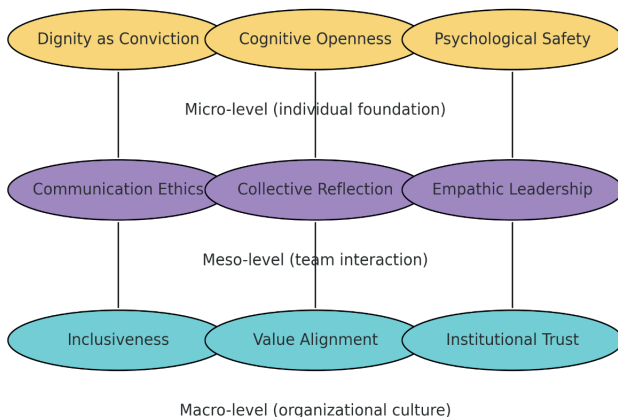 Dignity as Conviction
Cognitive Openness
Psychological Safety
Micro-level (individual foundation)
Communication Ethics
Collective Reflection
Empathic Leadership
Meso-level (team interaction)
Inclusiveness
Value Alignment
Institutional Trust
Macro-level (organizational culture)